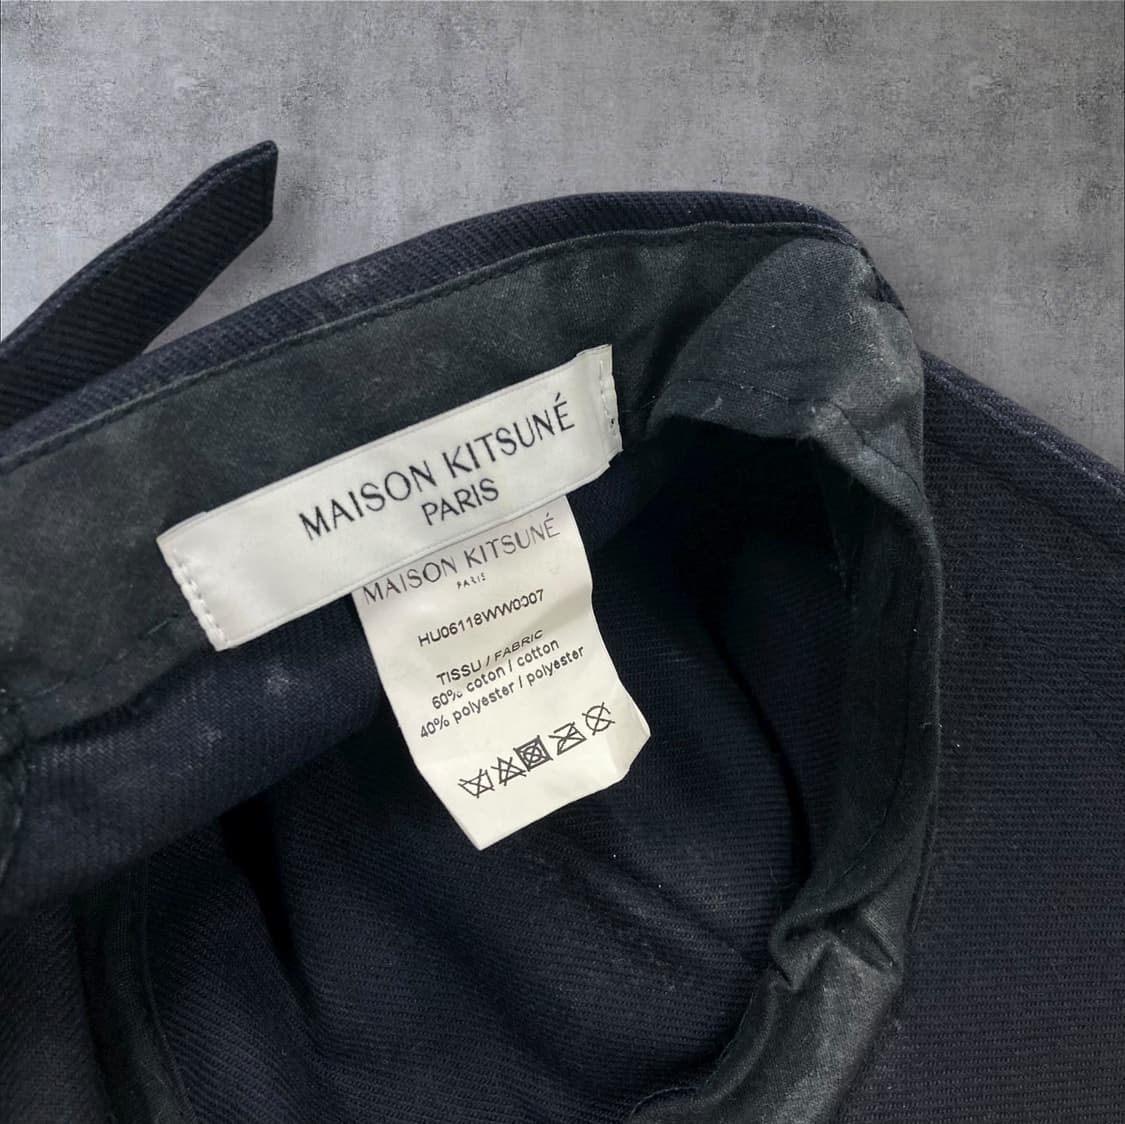 MAISON KITSUNÉ
PARIS
MAISON KITSUNÉ
PARIS
HU06118WW0007
TISSU / FABRIC
60% coton / cotton
40% polyester / polyester